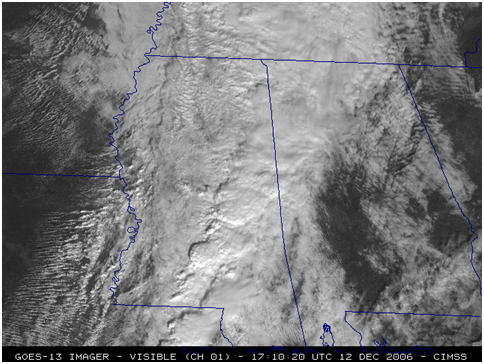 GOES-13 IMAGER - VISIBLE (CH 01) - 17:10:20 UTC 12 DEC 2006 - CIMSS